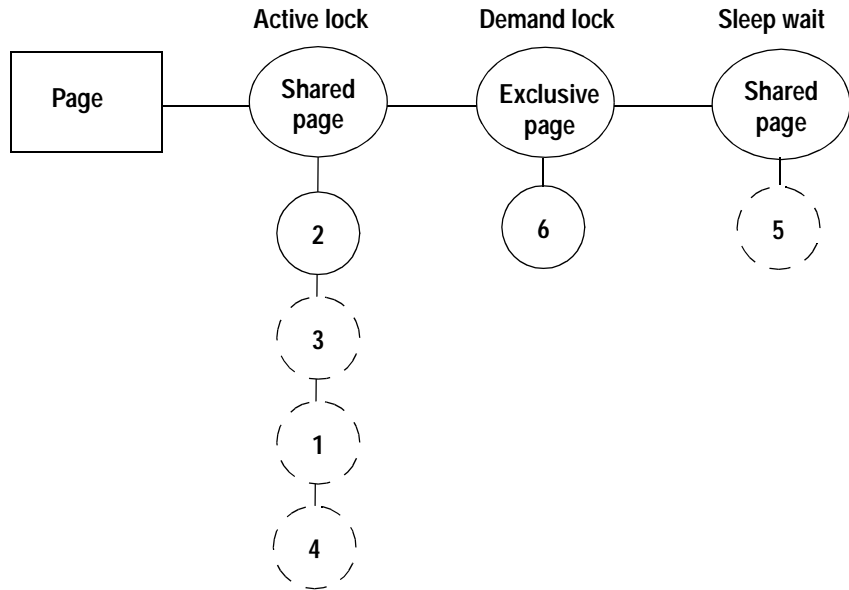 Active lock
Demand lock
Sleep wait
Page
Shared
page
Exclusive
page
Shared
page
2
6
5
3
1
4